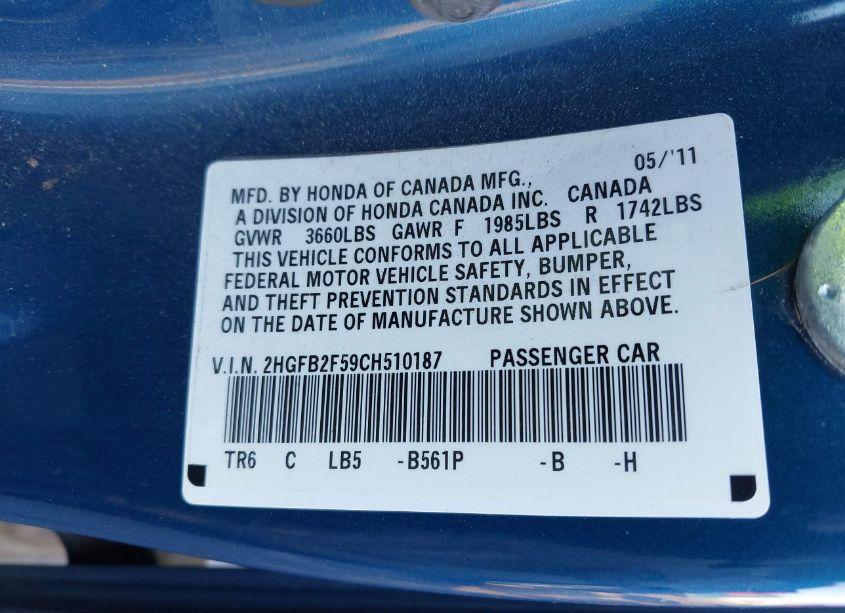 05/'11
MFD. BY HONDA OF CANADA MFG.,
A DIVISION OF HONDA CANADA INC. CANADA
GVWR 3660LBS GAWR F 1985LBS R 1742LBS
THIS VEHICLE CONFORMS TO ALL APPLICABLE
FEDERAL MOTOR VEHICLE SAFETY, BUMPER,
AND THEFT PREVENTION STANDARDS IN EFFECT
ON THE DATE OF MANUFACTURE SHOWN ABOVE.
V.I.N. 2HGFB2F59CH510187 PASSENGER CAR
TR6 C LB5 -B561P -B -H